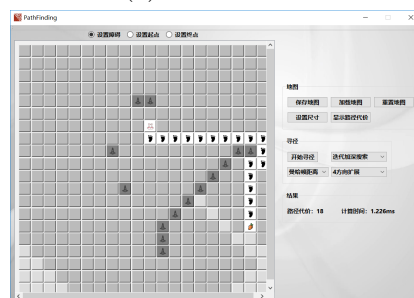 PathFinding
设置障碍 设置起点 设置终点
地图
保存地图 加载地图 重置地图
设置尺寸 显示路径代价
寻径
开始寻径 迭代加深搜索
曼哈顿距离 4方向扩展
结果
路径代价：18 计算时间：1.226ms